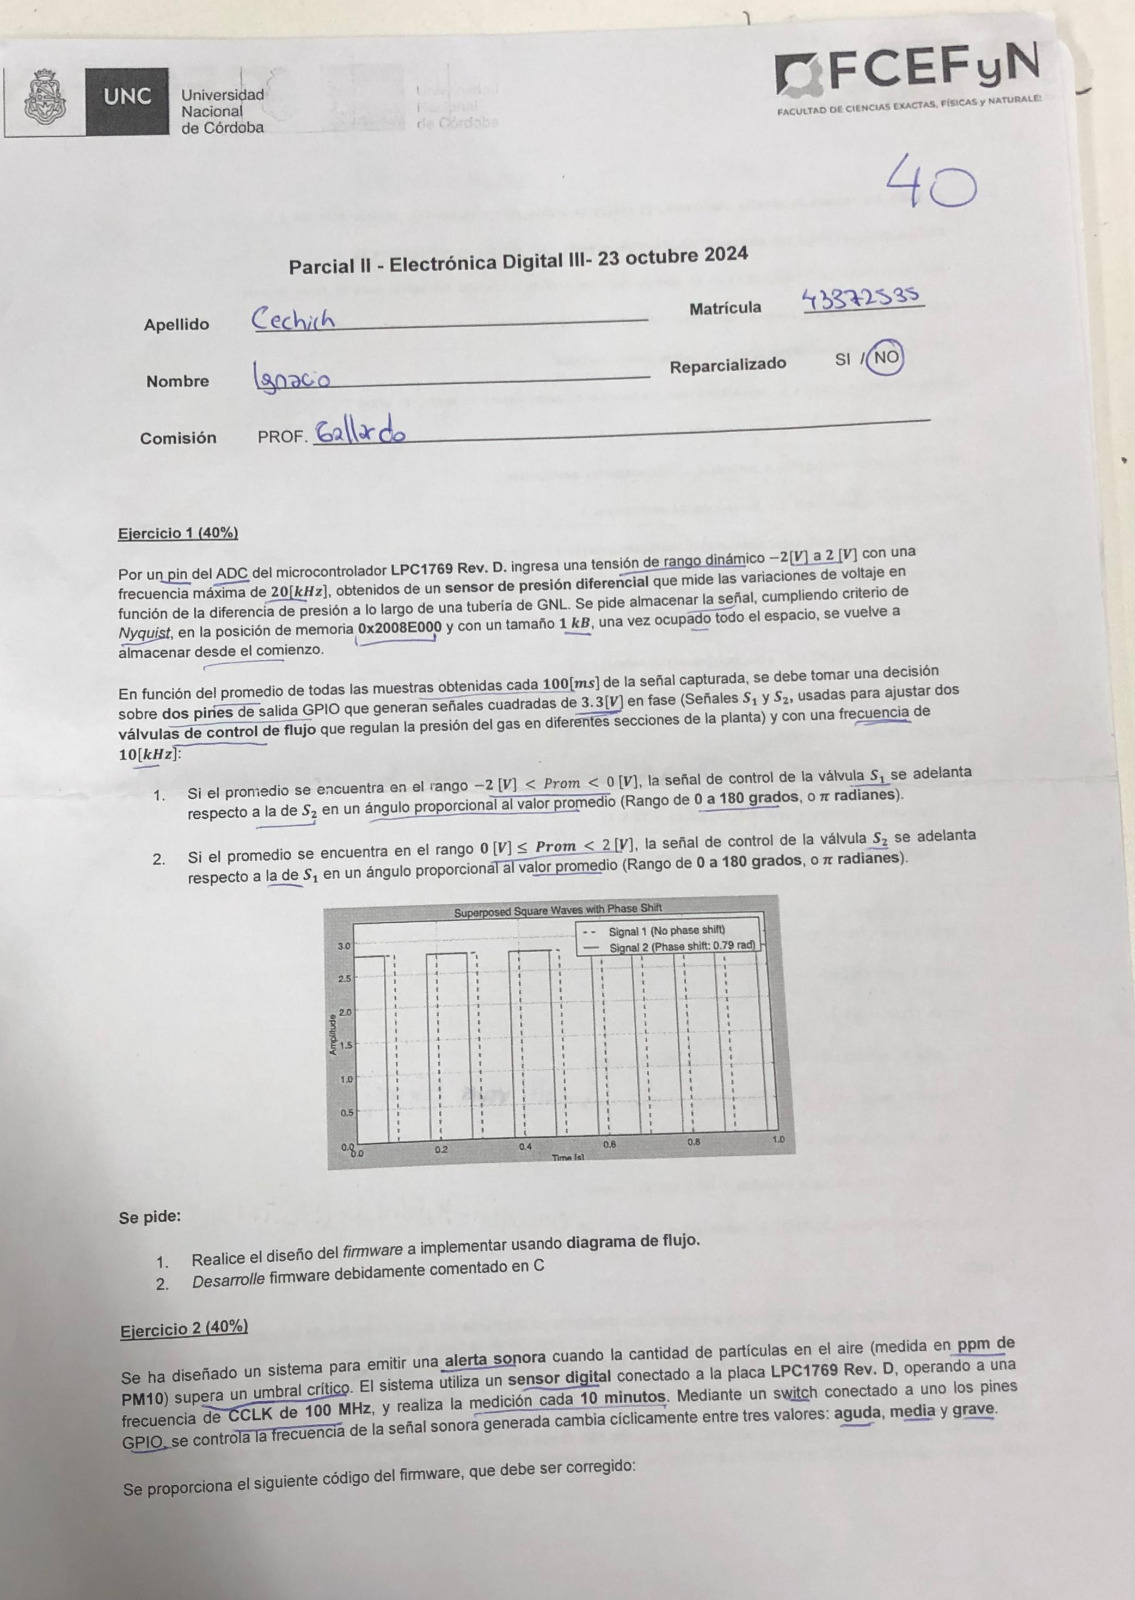 UNC
Universidad
Nacional
de Córdoba
FCEFyN
FACULTAD DE CIENCIAS EXACTAS, FÍSICAS y NATURALES
40
Parcial II - Electrónica Digital III- 23 octubre 2024
Apellido Cechich Matrícula 43372535
Nombre Ignacio Reparcializado SI / NO
Comisión PROF. Gallardo
Ejercicio 1 (40%)
Por un pin del ADC del microcontrolador LPC1769 Rev. D. ingresa una tensión de rango dinámico −2[V] a 2 [V] con una
frecuencia máxima de 20[kHz], obtenidos de un sensor de presión diferencial que mide las variaciones de voltaje en
función de la diferencia de presión a lo largo de una tubería de GNL. Se pide almacenar la señal, cumpliendo criterio de
Nyquist, en la posición de memoria 0x2008E000 y con un tamaño 1 kB, una vez ocupado todo el espacio, se vuelve a
almacenar desde el comienzo.
En función del promedio de todas las muestras obtenidas cada 100[ms] de la señal capturada, se debe tomar una decisión
sobre dos pines de salida GPIO que generan señales cuadradas de 3.3[V] en fase (Señales S1 y S2, usadas para ajustar dos
válvulas de control de flujo que regulan la presión del gas en diferentes secciones de la planta) y con una frecuencia de
10[kHz]:
1. Si el promedio se encuentra en el rango −2 [V] < Prom < 0 [V], la señal de control de la válvula S1 se adelanta
respecto a la de S2 en un ángulo proporcional al valor promedio (Rango de 0 a 180 grados, o π radianes).
2. Si el promedio se encuentra en el rango 0 [V] ≤ Prom < 2 [V], la señal de control de la válvula S2 se adelanta
respecto a la de S1 en un ángulo proporcional al valor promedio (Rango de 0 a 180 grados, o π radianes).
Superposed Square Waves with Phase Shift
Signal 1 (No phase shift)
Signal 2 (Phase shift: 0.79 rad)
3.0
2.5
2.0
1.5
1.0
0.5
0.0
Amplitude
0.0 0.2 0.4 0.6 0.8 1.0
Time [s]
Se pide:
1. Realice el diseño del firmware a implementar usando diagrama de flujo.
2. Desarrolle firmware debidamente comentado en C
Ejercicio 2 (40%)
Se ha diseñado un sistema para emitir una alerta sonora cuando la cantidad de partículas en el aire (medida en ppm de
PM10) supera un umbral crítico. El sistema utiliza un sensor digital conectado a la placa LPC1769 Rev. D, operando a una
frecuencia de CCLK de 100 MHz, y realiza la medición cada 10 minutos. Mediante un switch conectado a uno los pines
GPIO, se controla la frecuencia de la señal sonora generada cambia cíclicamente entre tres valores: aguda, media y grave.
Se proporciona el siguiente código del firmware, que debe ser corregido: